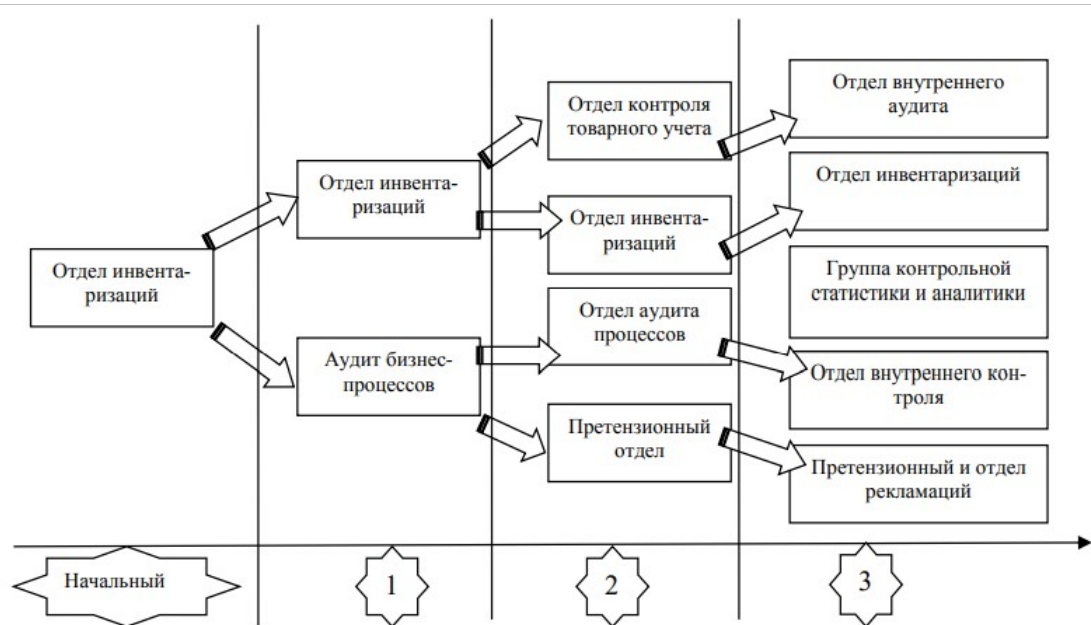 Отдел инвента-
ризаций
Отдел инвента-
ризаций
Аудит бизнес-
процессов
Отдел контроля
товарного учета
Отдел инвента-
ризаций
Отдел аудита
процессов
Претензионный
отдел
Отдел внутреннего
аудита
Отдел инвентаризаций
Группа контрольной
статистики и аналитики
Отдел внутреннего кон-
троля
Претензионный и отдел
рекламаций
Начальный
1
2
3